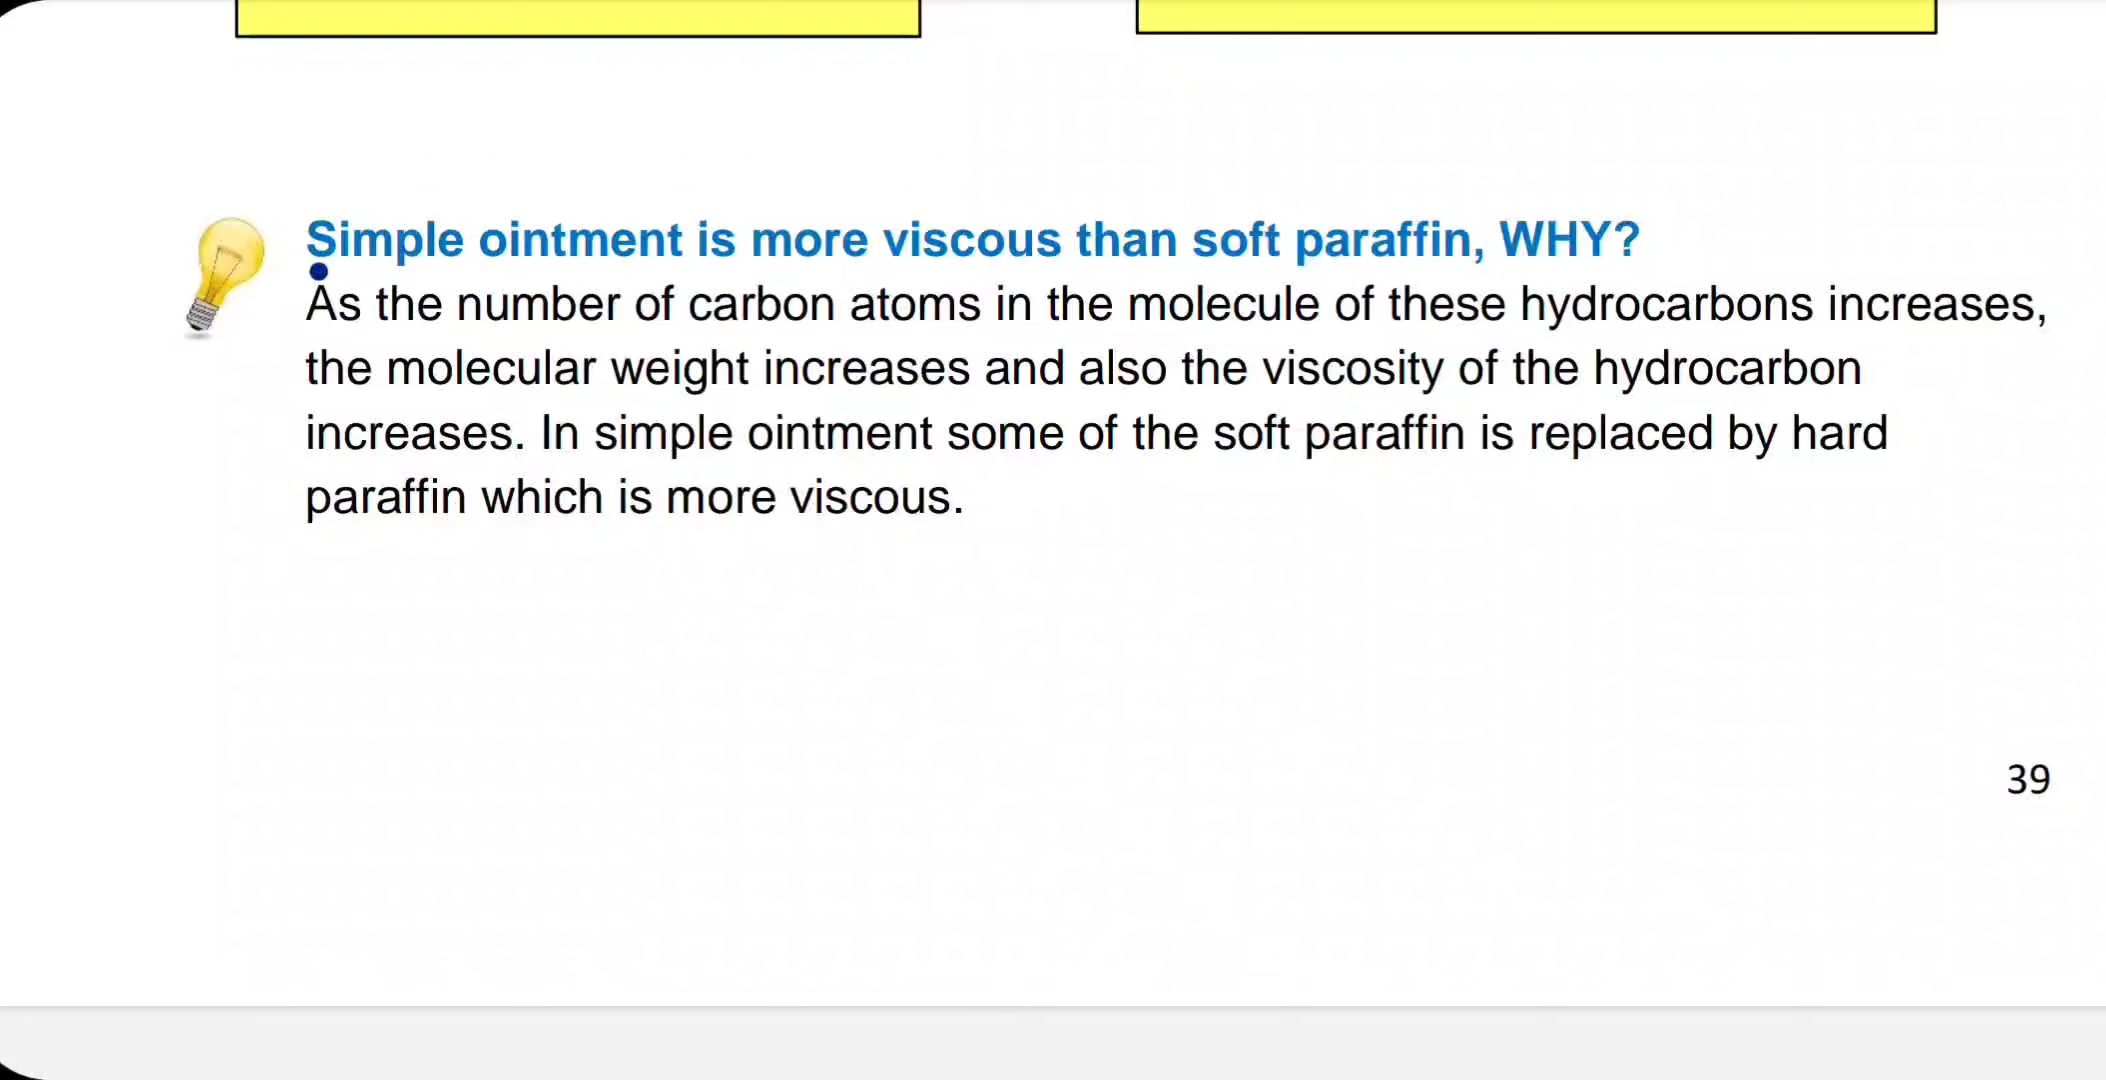 Simple ointment is more viscous than soft paraffin, WHY?
As the number of carbon atoms in the molecule of these hydrocarbons increases,
the molecular weight increases and also the viscosity of the hydrocarbon
increases. In simple ointment some of the soft paraffin is replaced by hard
paraffin which is more viscous.
39